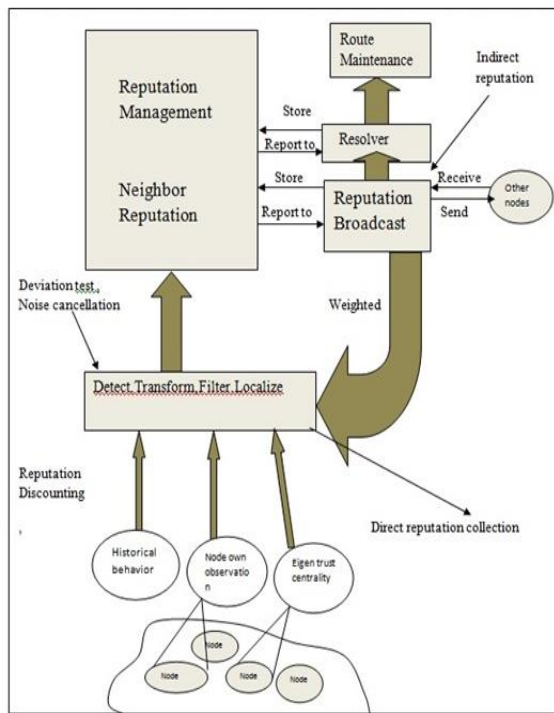 Route
Maintenance
Indirect
reputation
Reputation
Management
Store
Resolver
Report to
Store
Receive
Neighbor
Reputation
Reputation
Broadcast
Other
nodes
Report to
Send
Deviation test,
Noise cancellation
Weighted
Detect,Transform,Filter,Localize
Reputation
Discounting
,
Direct reputation collection
Historical
behavior
Node own
observatio
n
Eigen trust
centrality
Node
Node
Node
Node